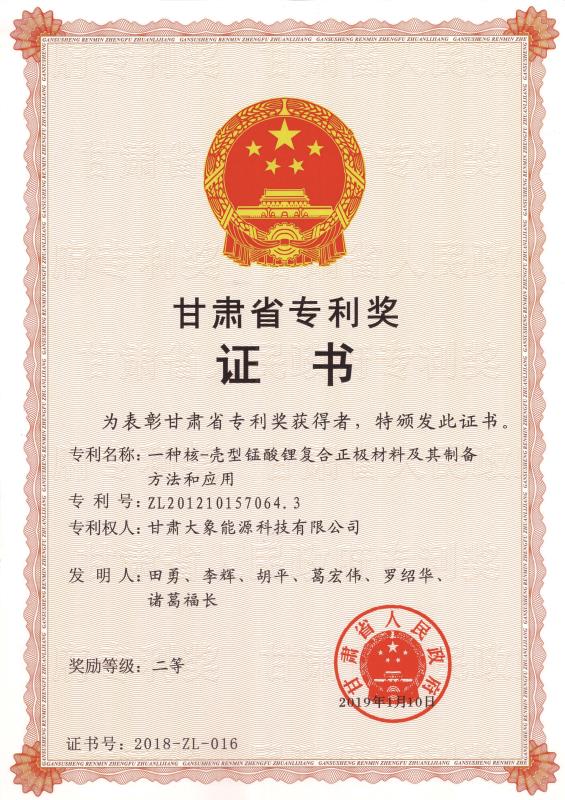 甘肃省专利奖
证 书
为表彰甘肃省专利奖获得者，特颁发此证书。
专利名称：一种核-壳型锰酸锂复合正极材料及其制备
方法和应用
专 利 号：ZL201210157064.3
专利权人：甘肃大象能源科技有限公司
发 明 人：田勇、李辉、胡平、葛宏伟、罗绍华、
诸葛福长
奖励等级：二等
甘肃省人民政府
2019年1月10日
证书号：2018-ZL-016
GANSUSHENG RENMIN ZHENGFU ZHUANLIJIANG